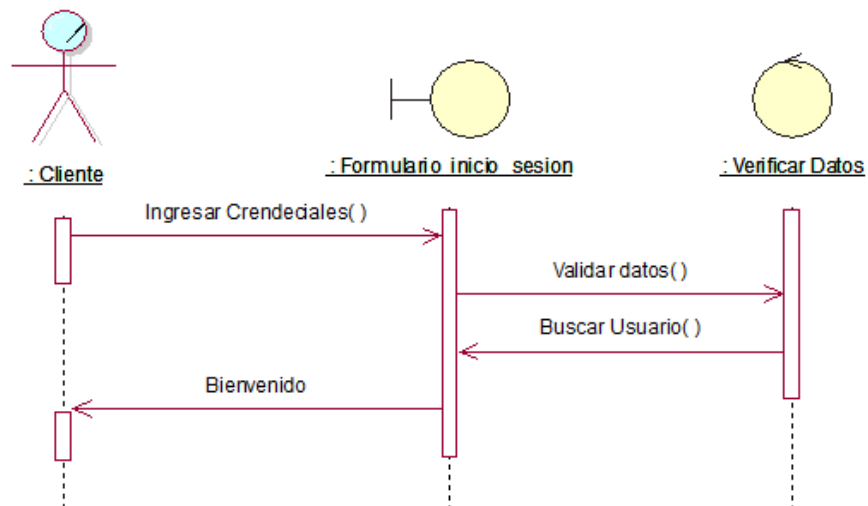 : Cliente
: Formulario inicio sesion
: Verificar Datos
Ingresar Crendeciales( )
Validar datos( )
Buscar Usuario( )
Bienvenido